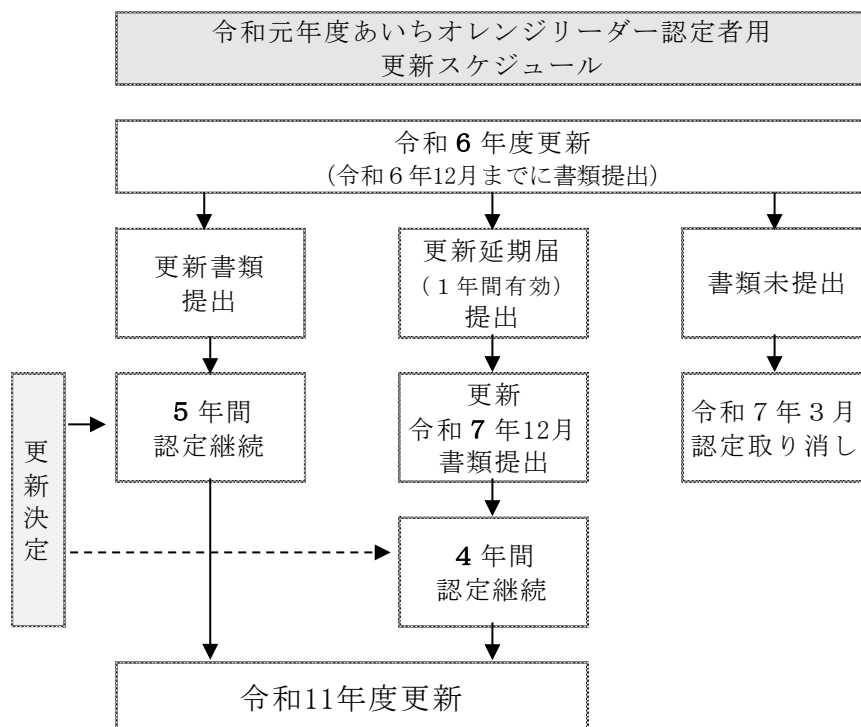 令和元年度あいちオレンジリーダー認定者用
更新スケジュール
令和６年度更新
(令和６年12月までに書類提出)
更新書類
提出
更新延期届
（１年間有効）
提出
書類未提出
更新決定
５年間
認定継続
更新
令和７年12月
書類提出
令和７年３月
認定取り消し
４年間
認定継続
令和11年度更新